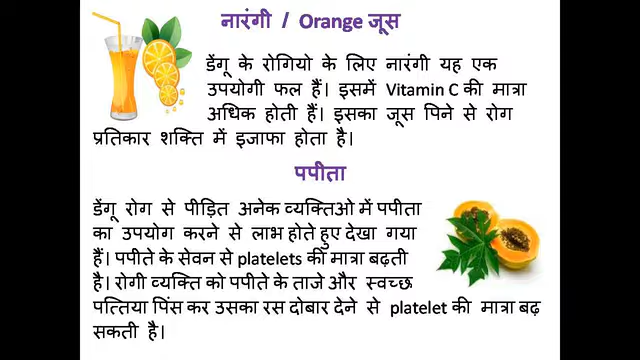 नारंगी / Orange जूस
डेंगू के रोगियो के लिए नारंगी यह एक
उपयोगी फल हैं। इसमें Vitamin C की मात्रा
अधिक होती हैं। इसका जूस पिने से रोग
प्रतिकार शक्ति में इजाफा होता है।
पपीता
डेंगू रोग से पीड़ित अनेक व्यक्तिओ में पपीता
का उपयोग करने से लाभ होते हुए देखा गया
हैं। पपीते के सेवन से platelets की मात्रा बढ़ती
है। रोगी व्यक्ति को पपीते के ताजे और स्वच्छ
पत्तिया पिंस कर उसका रस दोबार देने से platelet की मात्रा बढ़
सकती है।